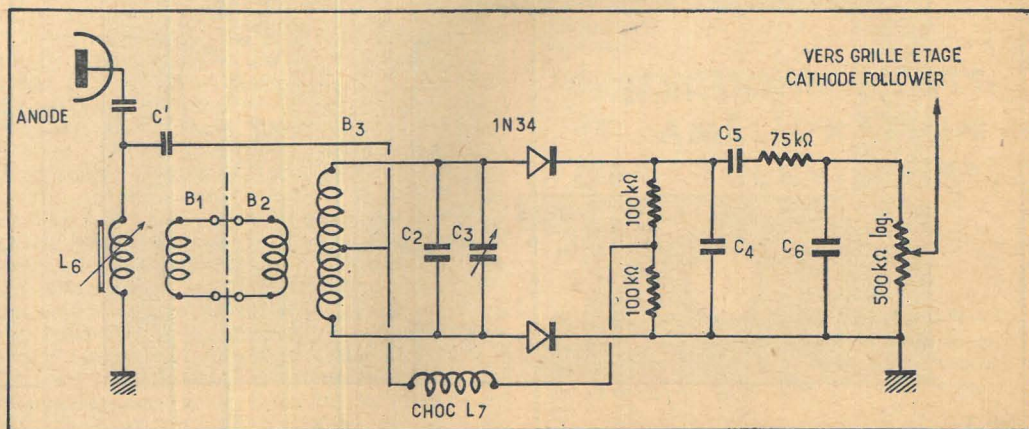 VERS GRILLE ETAGE
CATHODE FOLLOWER
ANODE
C'
B3
1N34
C5
75kΩ
B1
B2
L6
C2
C3
100kΩ
100kΩ
C4
C6
500kΩ log.
CHOC L7